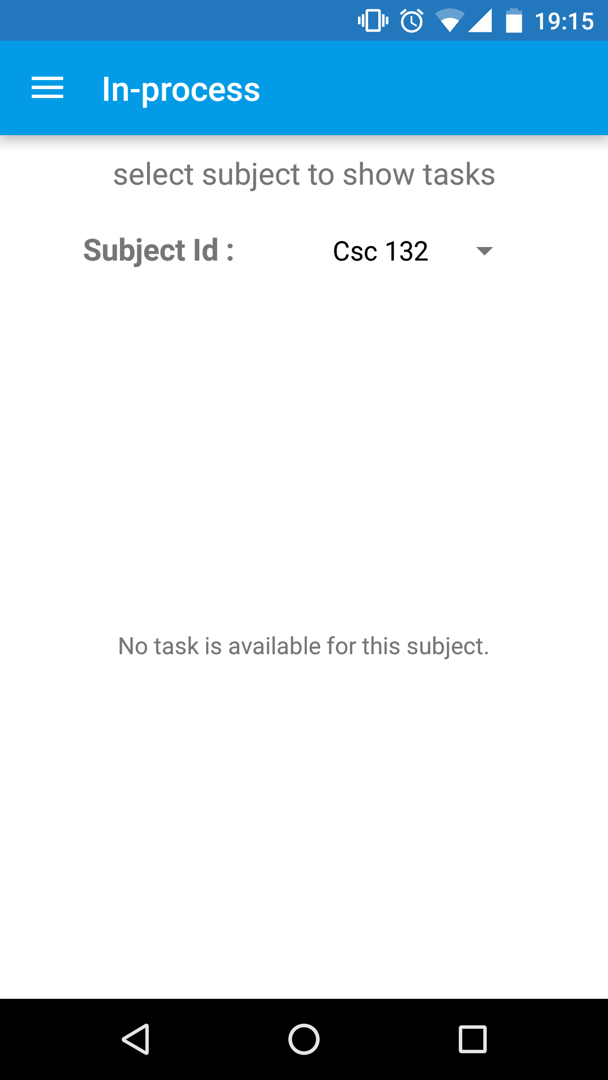 19:15
In-process
select subject to show tasks
Subject Id : Csc 132
No task is available for this subject.